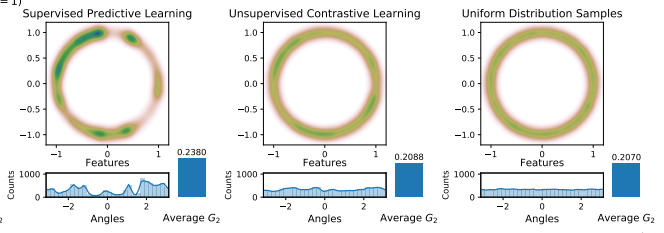 = 1)
Supervised Predictive Learning
Unsupervised Contrastive Learning
Uniform Distribution Samples
1.0
0.5
0.0
−0.5
−1.0
−1 0 1
Features
0.2380
Counts
1000
0
−2 0 2
Angles
Average G2
1.0
0.5
0.0
−0.5
−1.0
−1 0 1
Features
0.2088
Counts
1000
0
−2 0 2
Angles
Average G2
1.0
0.5
0.0
−0.5
−1.0
−1 0 1
Features
0.2070
Counts
1000
0
−2 0 2
Angles
Average G2
2